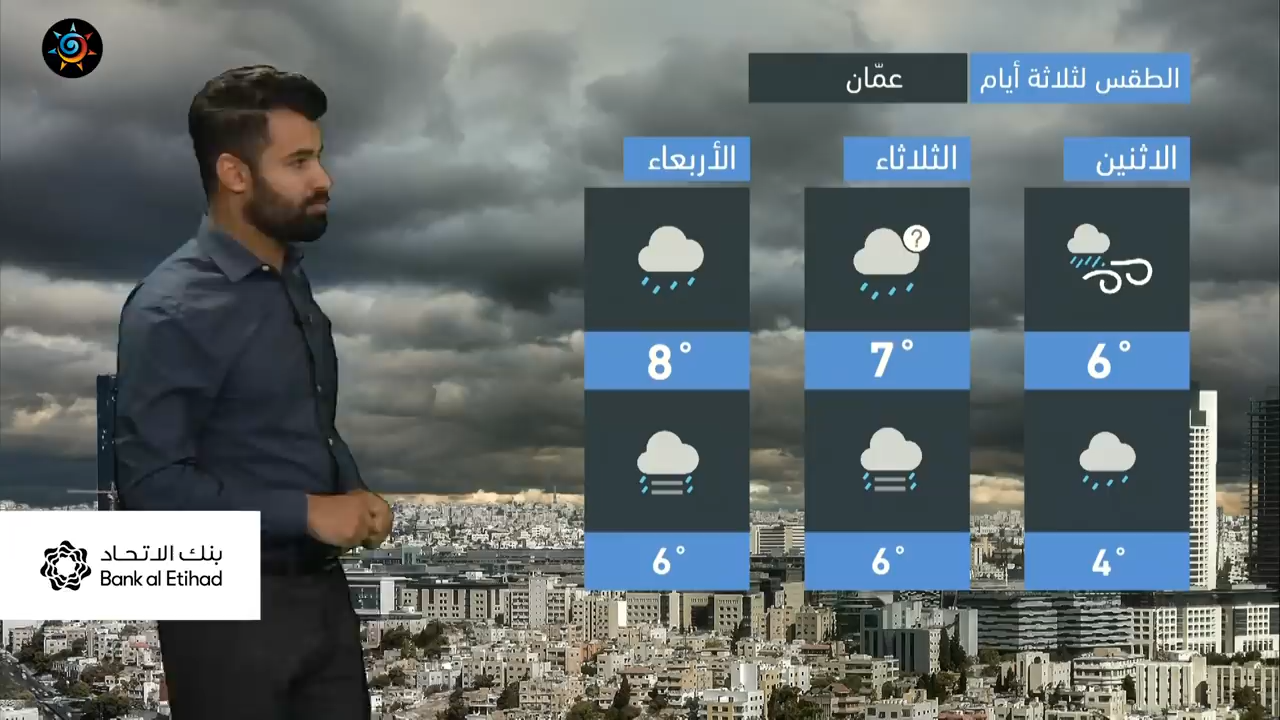 الطقس لثلاثة أيام
عمّان
الاثنين
الثلاثاء
الأربعاء
?
6°
7°
8°
4°
6°
6°
بنك الاتحاد
Bank al Etihad